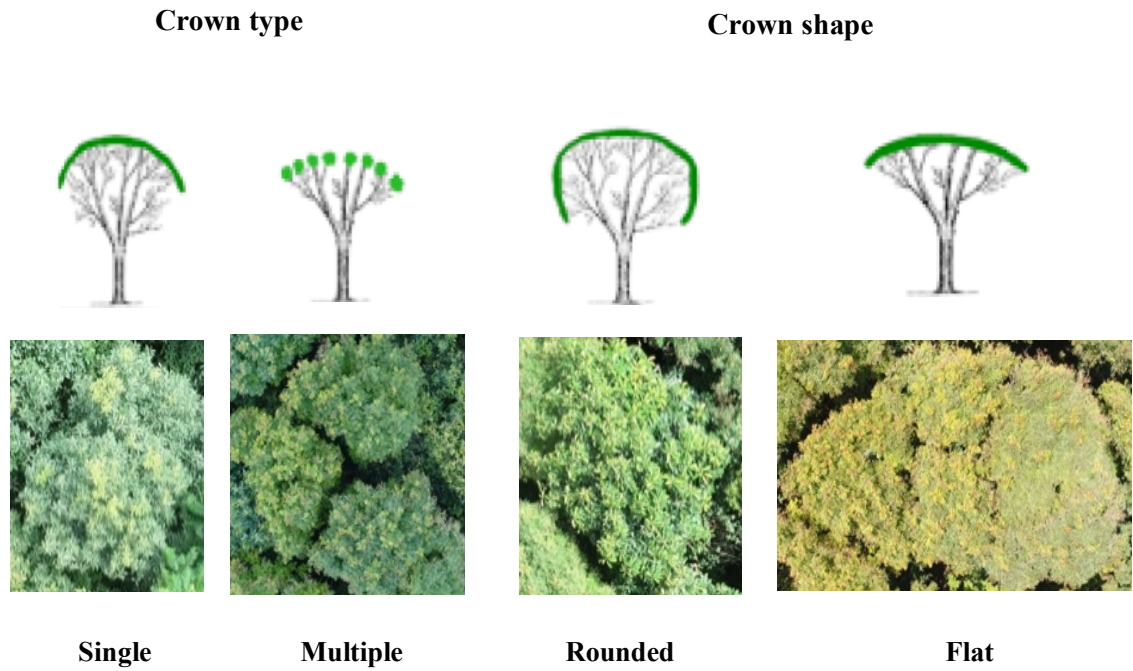 Crown type
Crown shape
Single
Multiple
Rounded
Flat